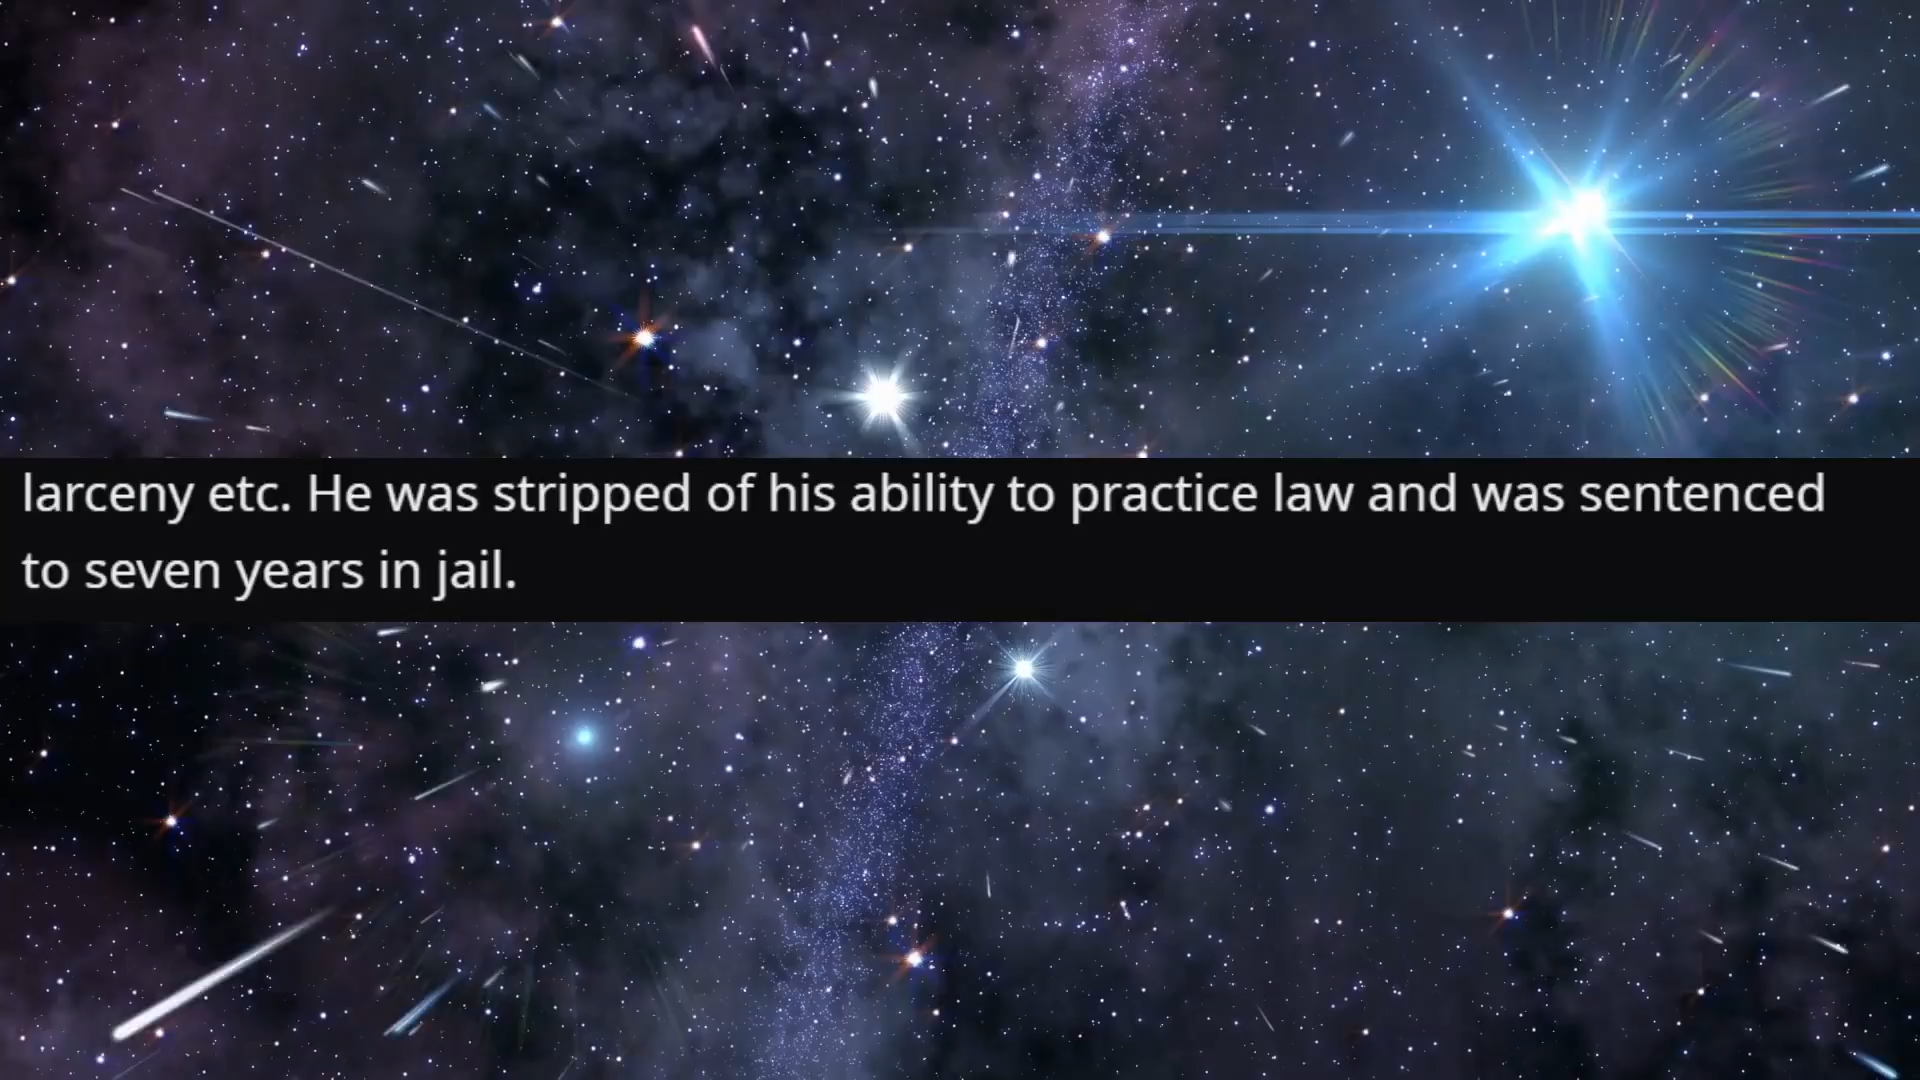 larceny etc. He was stripped of his ability to practice law and was sentenced
to seven years in jail.